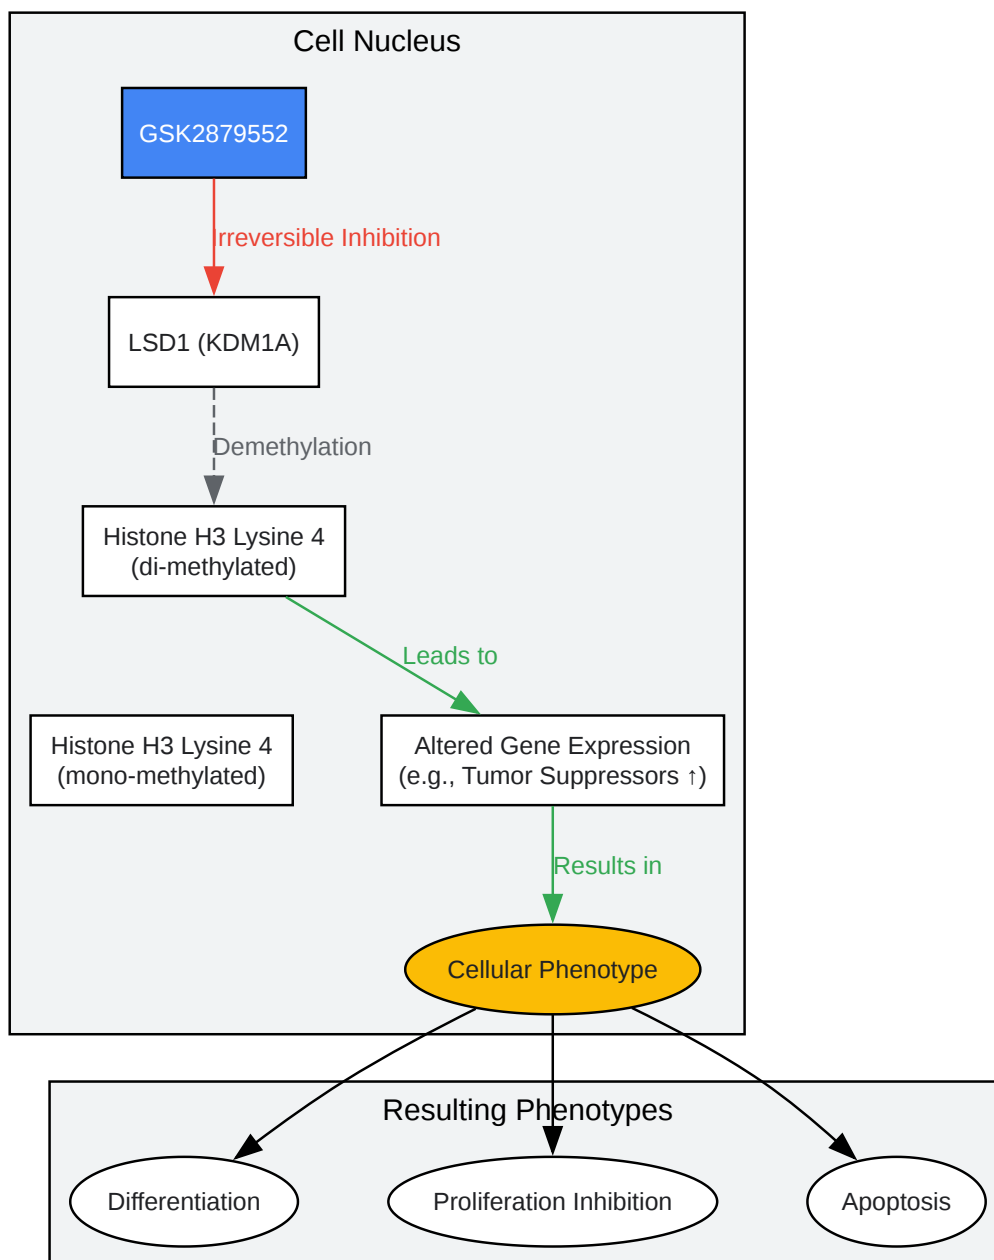 Cell Nucleus
GSK2879552
Irreversible Inhibition
LSD1 (KDM1A)
Demethylation
Histone H3 Lysine 4
(di-methylated)
Leads to
Histone H3 Lysine 4
(mono-methylated)
Altered Gene Expression
(e.g., Tumor Suppressors ↑)
Results in
Cellular Phenotype
Resulting Phenotypes
Differentiation
Proliferation Inhibition
Apoptosis